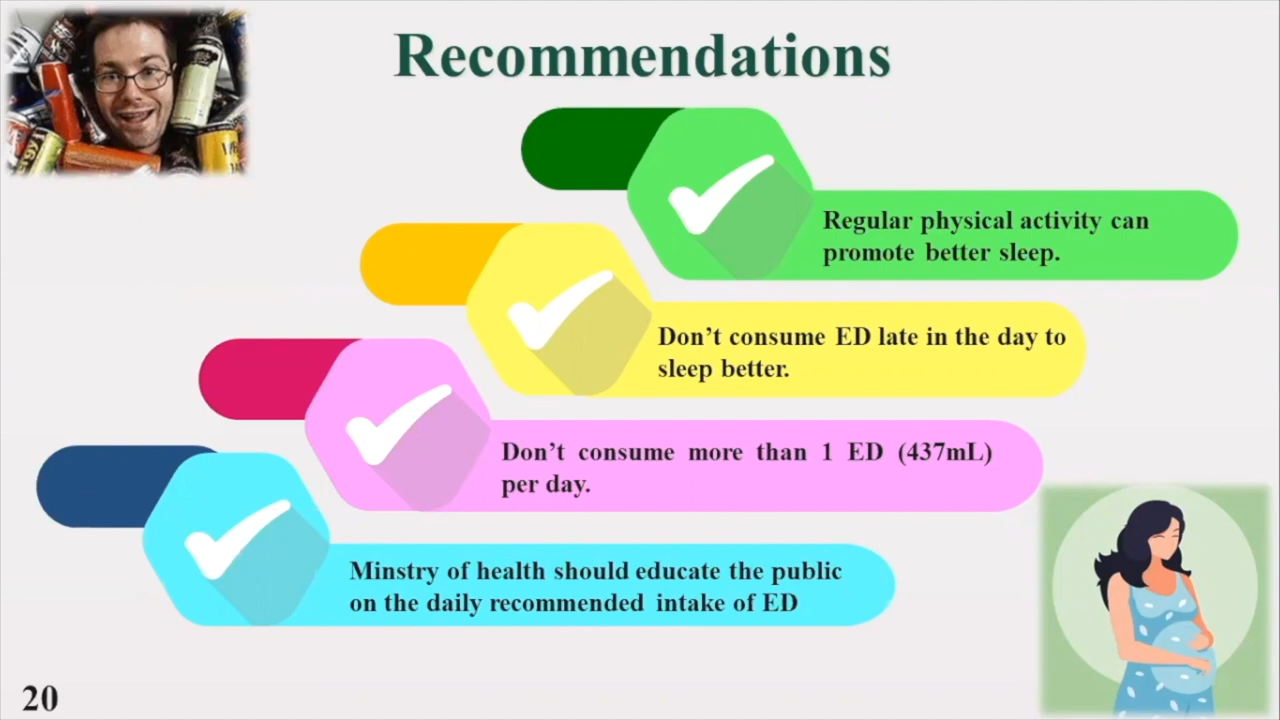 Recommendations
Regular physical activity can
promote better sleep.
Don't consume ED late in the day to
sleep better.
Don't consume more than 1 ED (437mL)
per day.
Minstry of health should educate the public
on the daily recommended intake of ED
20